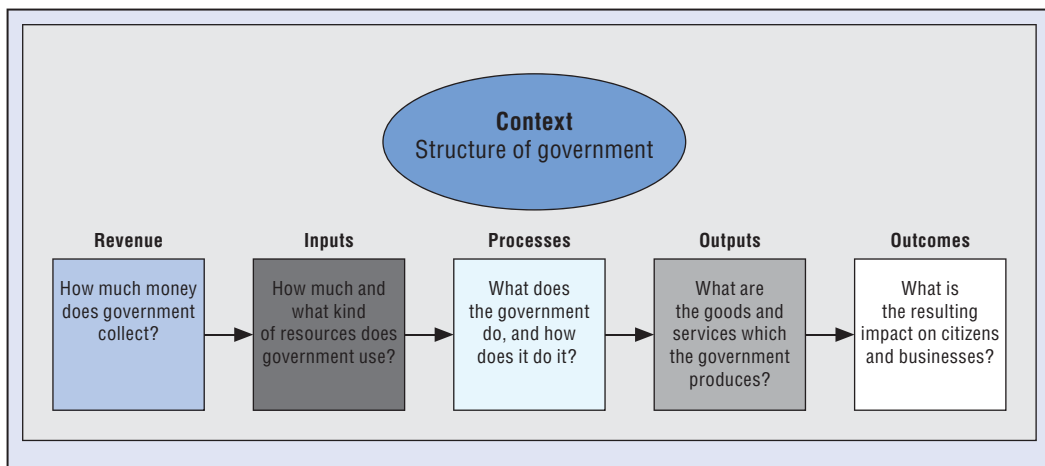 Context
Structure of government
Revenue
Inputs
Processes
Outputs
Outcomes
How much money
does government
collect?
How much and
what kind
of resources does
government use?
What does
the government
do, and how
does it do it?
What are
the goods and
services which
the government
produces?
What is
the resulting
impact on citizens
and businesses?